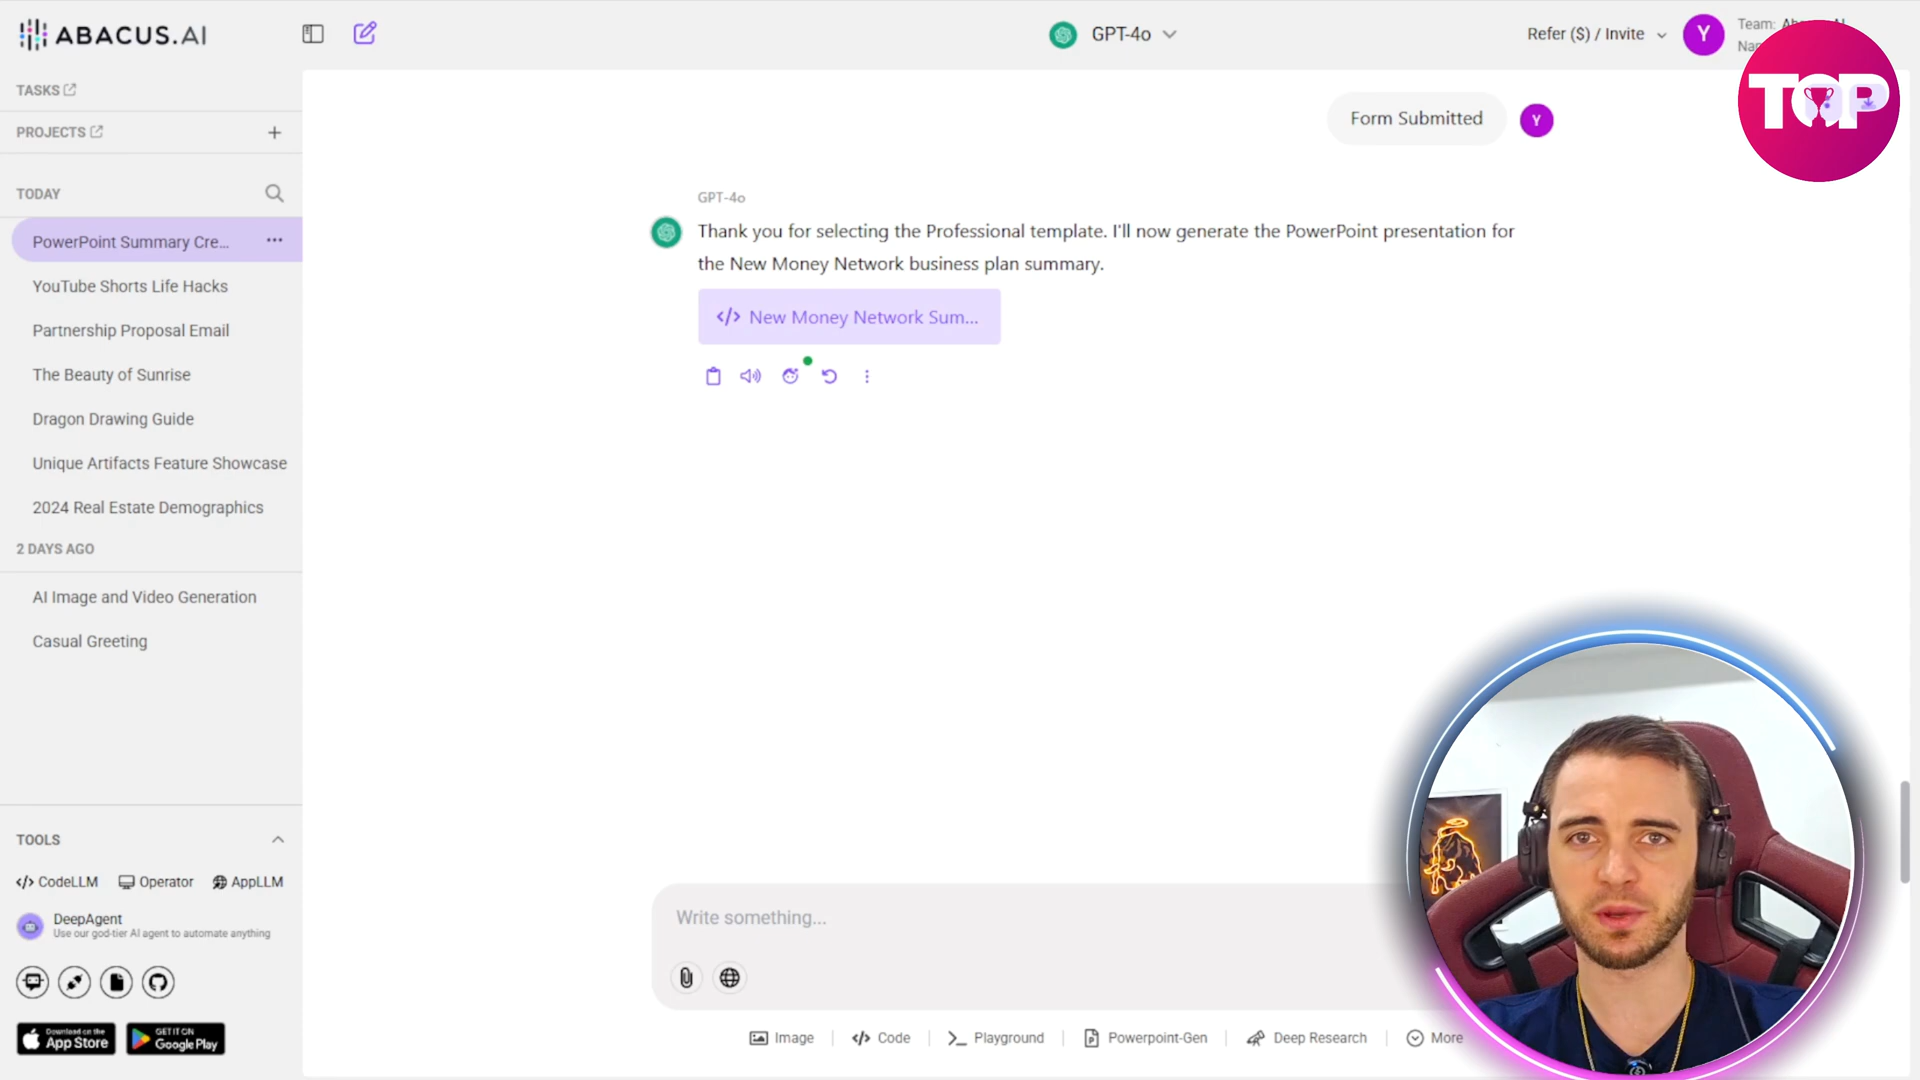 ABACUS.AI
GPT-4o
Refer ($) / Invite
Y
Team:
TOP
TASKS
PROJECTS
TODAY
PowerPoint Summary Cre...
YouTube Shorts Life Hacks
Partnership Proposal Email
The Beauty of Sunrise
Dragon Drawing Guide
Unique Artifacts Feature Showcase
2024 Real Estate Demographics
2 DAYS AGO
AI Image and Video Generation
Casual Greeting
TOOLS
CodeLLM
Operator
AppLLM
DeepAgent
Use our god-tier AI agent to automate anything
Download on the
App Store
GET IT ON
Google Play
Form Submitted
Y
GPT-4o
Thank you for selecting the Professional template. I'll now generate the PowerPoint presentation for
the New Money Network business plan summary.
</> New Money Network Sum...
Write something...
Image
Code
Playground
Powerpoint-Gen
Deep Research
More